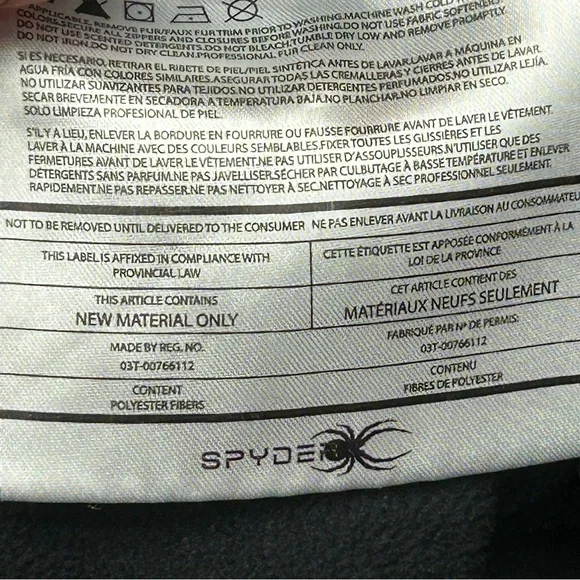 APPLICABLE, REMOVE FUR/FAUX FUR TRIM PRIOR TO WASHING.MACHINE WASH COLD
COLORS.SECURE ALL ZIPPERS AND CLOSURES BEFORE WASHING.DO NOT USE FABRIC SOFTENERS
DO NOT USE SCENTED DETERGENTS.DO NOT BLEACH.TUMBLE DRY LOW AND REMOVE PROMPTLY.
DO NOT IRON.DO NOT DRY CLEAN.PROFESSIONAL FUR CLEAN ONLY.
SI ES NECESARIO, RETIRAR EL RIBETE DE PIEL/PIEL SINTÉTICA ANTES DE LAVAR.LAVAR A MÁQUINA EN
AGUA FRÍA CON COLORES SIMILARES.ASEGURAR TODAS LAS CREMALLERAS Y CIERRES ANTES DE LAVAR.
NO UTILIZAR SUAVIZANTES PARA TEJIDOS.NO UTILIZAR DETERGENTES PERFUMADOS.NO UTILIZAR LEJÍA.
SECAR BREVEMENTE EN SECADORA A TEMPERATURA BAJA.NO PLANCHAR.NO LIMPIAR EN SECO.
SOLO LIMPIEZA PROFESIONAL DE PIEL.
S'IL Y A LIEU, ENLEVER LA BORDURE EN FOURRURE OU FAUSSE FOURRURE AVANT DE LAVER LE VÊTEMENT.
LAVER À LA MACHINE AVEC DES COULEURS SEMBLABLES.FIXER TOUTES LES GLISSIÈRES ET LES
FERMETURES AVANT DE LAVER LE VÊTEMENT.NE PAS UTILISER D'ASSOUPLISSEURS.N'UTILISER QUE DES
DÉTERGENTS SANS PARFUM.NE PAS JAVELLISER.SÉCHER PAR CULBUTAGE À BASSE TEMPÉRATURE ET ENLEVER
RAPIDEMENT.NE PAS REPASSER.NE PAS NETTOYER À SEC.NETTOYAGE À SEC PROFESSIONNEL SEULEMENT.
NOT TO BE REMOVED UNTIL DELIVERED TO THE CONSUMER NE PAS ENLEVER AVANT LA LIVRAISON AU CONSOMMATEU
THIS LABEL IS AFFIXED IN COMPLIANCE WITH
PROVINCIAL LAW
CETTE ÉTIQUETTE EST APPOSÉE CONFORMÉMENT À LA
LOI DE LA PROVINCE
THIS ARTICLE CONTAINS
NEW MATERIAL ONLY
CET ARTICLE CONTIENT DES
MATÉRIAUX NEUFS SEULEMENT
MADE BY REG. NO.
03T-00766112
FABRIQUÉ PAR Nº DE PERMIS:
03T-00766112
CONTENT
POLYESTER FIBERS
CONTENU
FIBRES DE POLYESTER
SPYDER